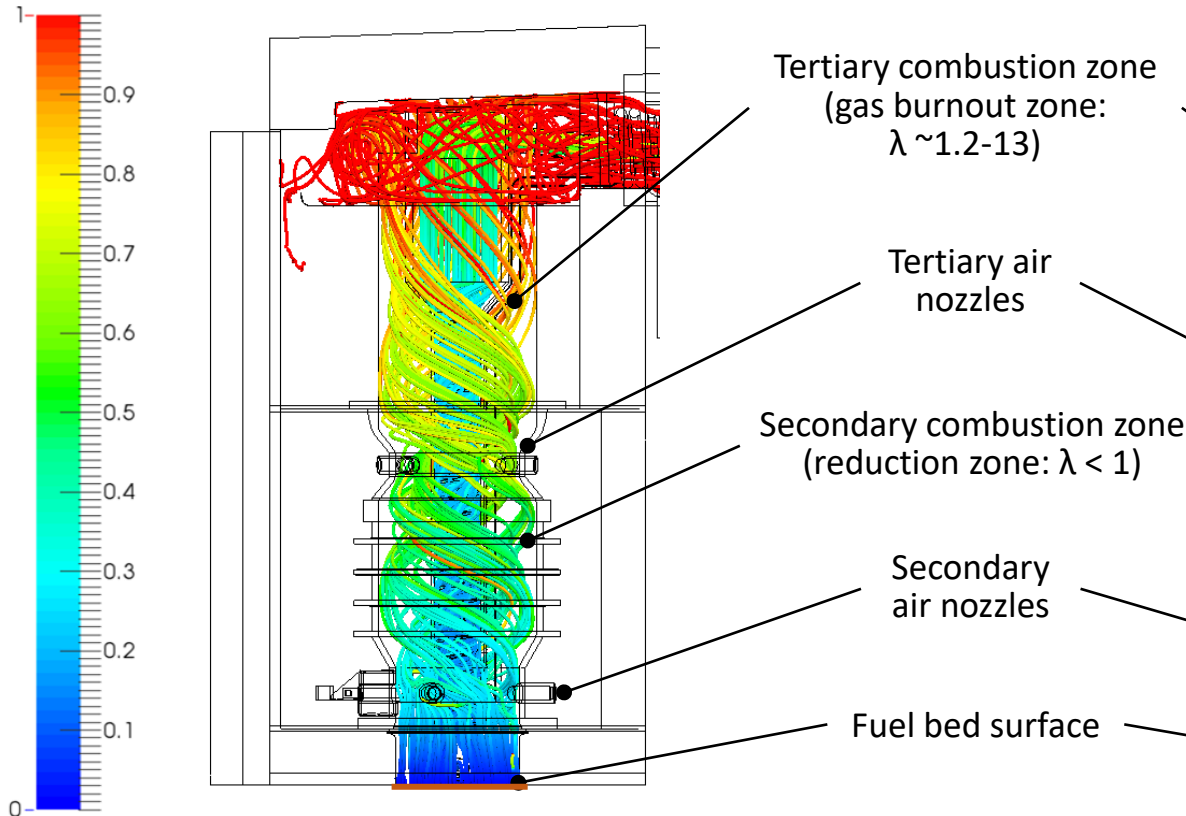 1
0.9
0.8
0.7
0.6
0.5
0.4
0.3
0.2
0.1
0
Tertiary combustion zone
(gas burnout zone:
λ ~1.2-13)
Tertiary air
nozzles
Secondary combustion zone
(reduction zone: λ < 1)
Secondary
air nozzles
Fuel bed surface